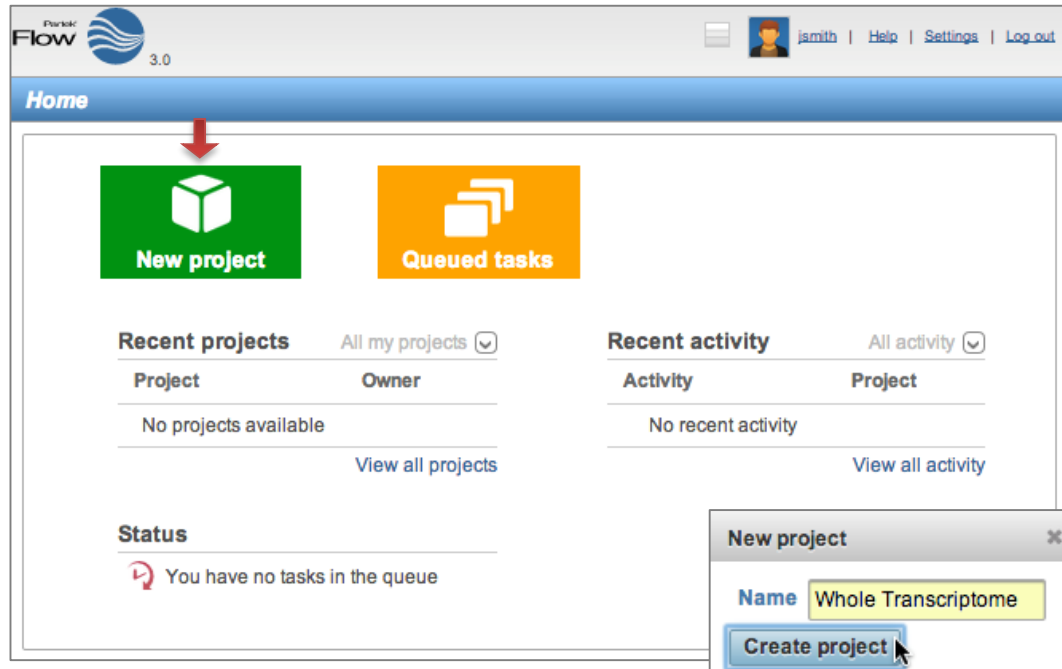 Partek
Flow
3.0
jsmith | Help | Settings | Log out
Home
New project
Queued tasks
Recent projects All my projects
Project Owner
No projects available
View all projects
Recent activity All activity
Activity Project
No recent activity
View all activity
Status
You have no tasks in the queue
New project
Name Whole Transcriptome
Create project